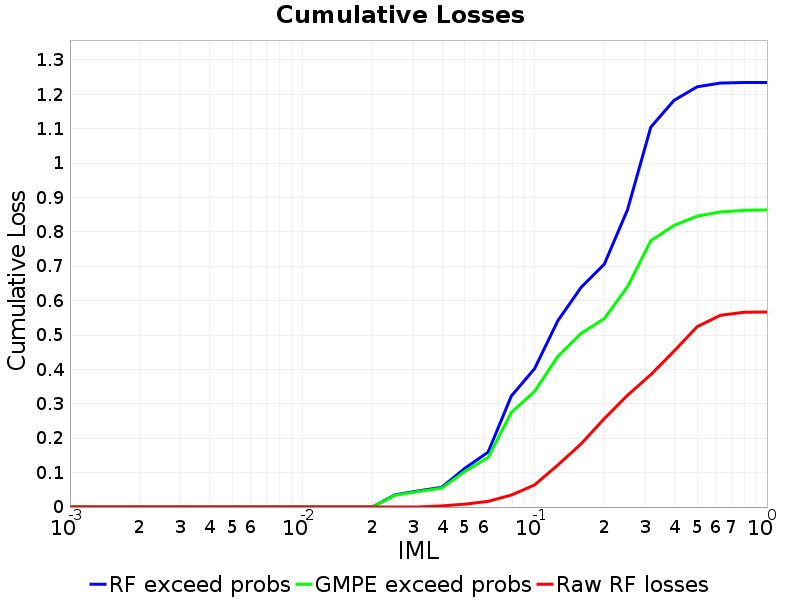 Cumulative Losses
Cumulative Loss
1.3
1.2
1.1
1
0.9
0.8
0.7
0.6
0.5
0.4
0.3
0.2
0.1
0
10^-3 2 3 4 5 6 10^-2 2 3 4 5 6 10^-1 2 3 4 5 6 7 10^0
IML
RF exceed probs GMPE exceed probs Raw RF losses